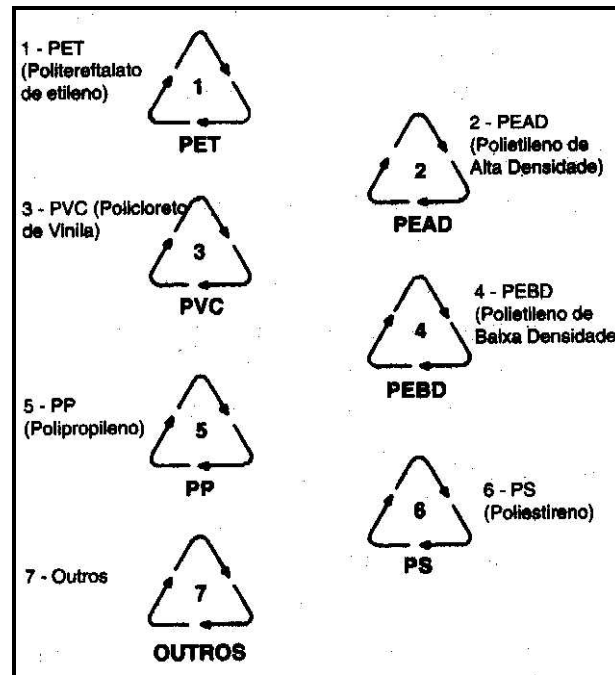 1 - PET
(Politereftalato
de etileno)
1
PET
2 - PEAD
(Polietileno de
Alta Densidade)
2
PEAD
3 - PVC (Policloreto
de Vinila)
3
PVC
4 - PEBD
(Polietileno de
Baixa Densidade
4
PEBD
5 - PP
(Polipropileno)
5
PP
6 - PS
(Poliestireno)
6
PS
7 - Outros
7
OUTROS